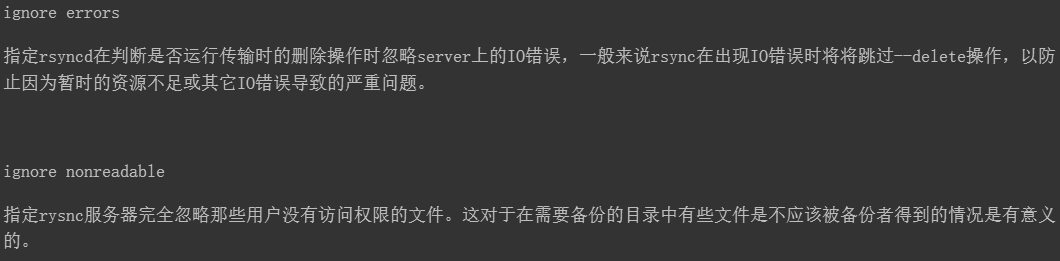 ignore errors
指定rsyncd在判断是否运行传输时的删除操作时忽略server上的IO错误，一般来说rsync在出现IO错误时将将跳过--delete操作，以防
止因为暂时的资源不足或其它IO错误导致的严重问题。
ignore nonreadable
指定rysnc服务器完全忽略那些用户没有访问权限的文件。这对于在需要备份的目录中有些文件是不应该被备份者得到的情况是有意义
的。